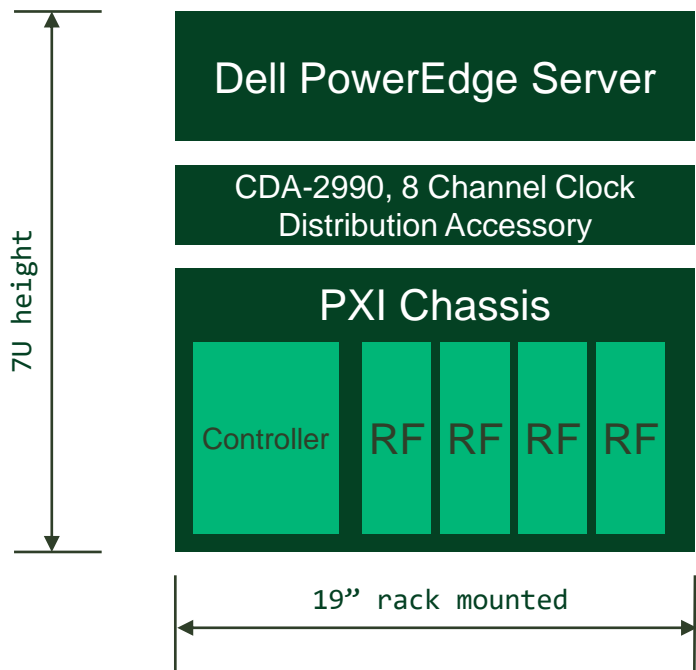 Dell PowerEdge Server
CDA-2990, 8 Channel Clock
Distribution Accessory
7U height
PXI Chassis
Controller
RF
RF
RF
RF
19” rack mounted